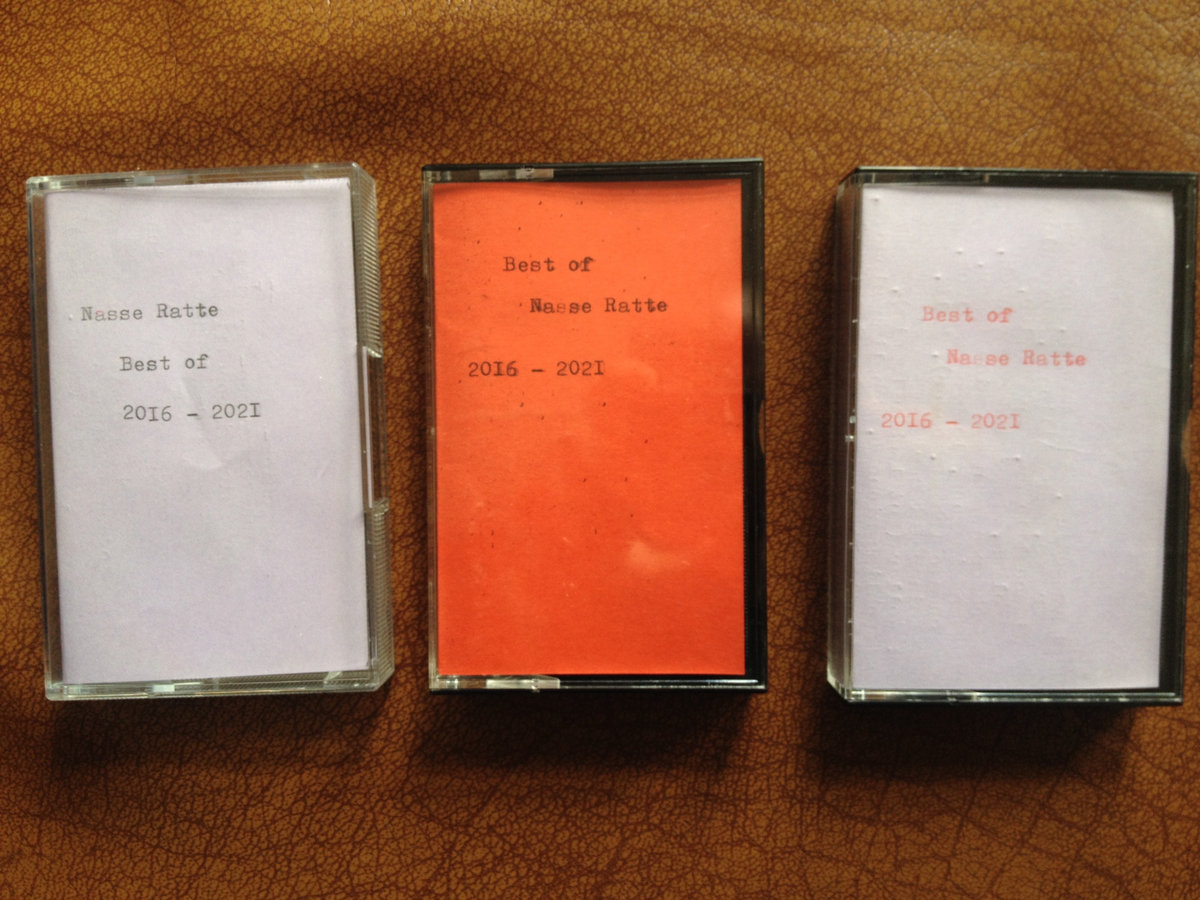 Nasse Ratte
Best of
2016 - 2021
Best of
Nasse Ratte
2016 - 2021
Best of
Nasse Ratte
2016 - 2021